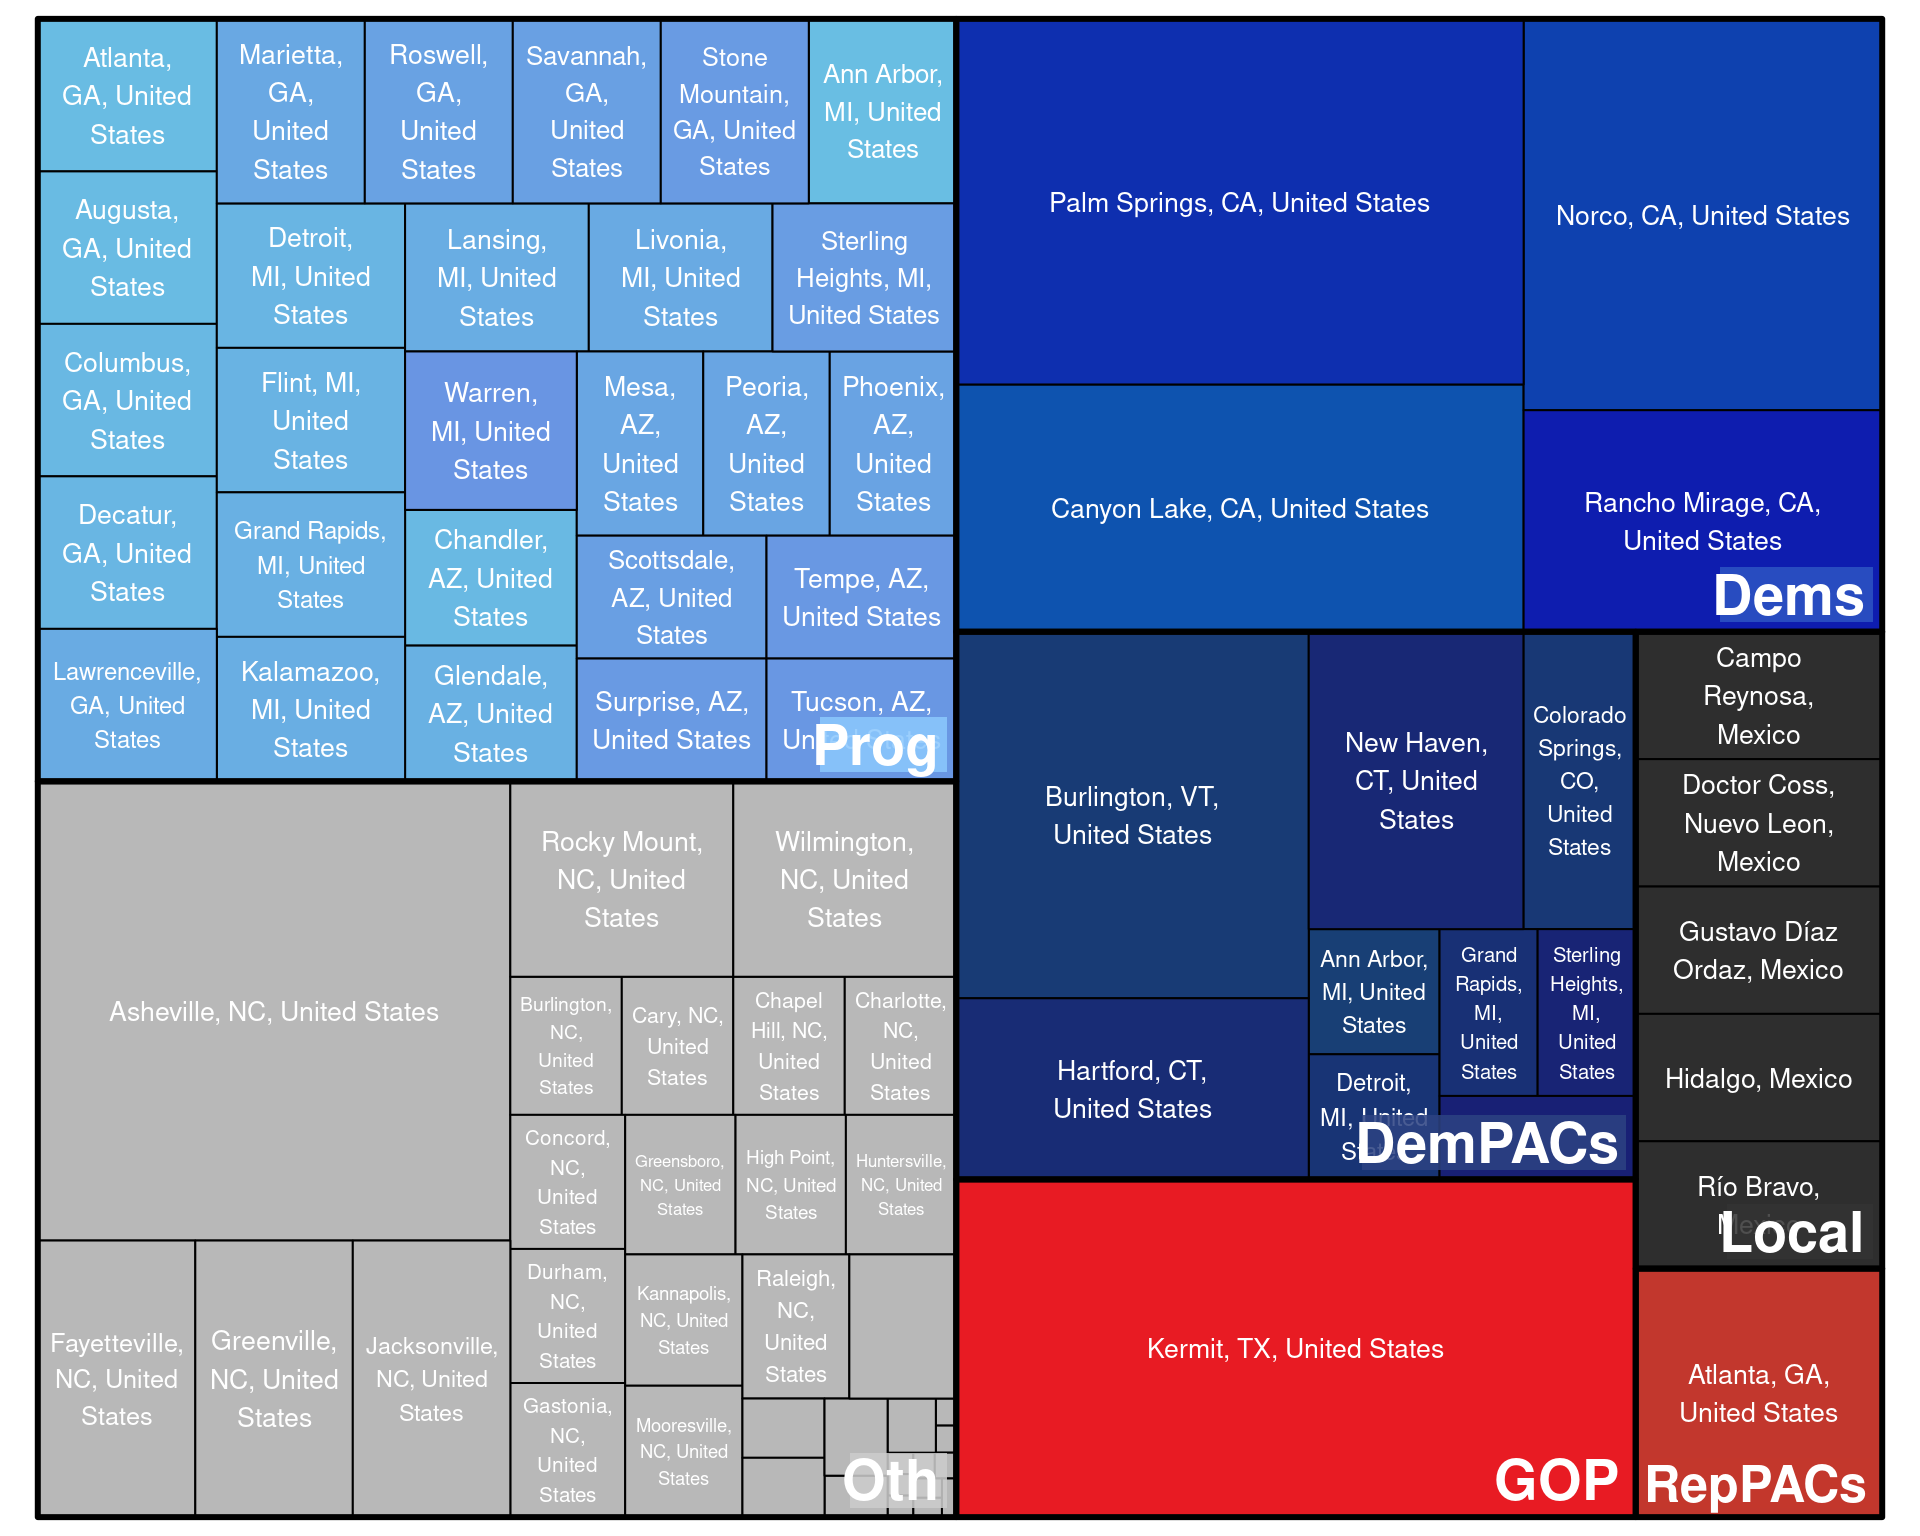 Atlanta,
GA, United
States
Marietta,
GA,
United
States
Roswell,
GA,
United
States
Savannah,
GA,
United
States
Stone
Mountain,
GA, United
States
Ann Arbor,
MI, United
States
Augusta,
GA, United
States
Detroit,
MI, United
States
Lansing,
MI, United
States
Livonia,
MI, United
States
Sterling
Heights, MI,
United States
Columbus,
GA, United
States
Flint, MI,
United
States
Warren,
MI, United
States
Mesa,
AZ,
United
States
Peoria,
AZ,
United
States
Phoenix,
AZ,
United
States
Decatur,
GA, United
States
Grand Rapids,
MI, United
States
Chandler,
AZ, United
States
Scottsdale,
AZ, United
States
Tempe, AZ,
United States
Lawrenceville,
GA, United
States
Kalamazoo,
MI, United
States
Glendale,
AZ, United
States
Surprise, AZ,
United States
Tucson, AZ,
United States
Prog
Palm Springs, CA, United States
Norco, CA, United States
Canyon Lake, CA, United States
Rancho Mirage, CA,
United States
Dems
Asheville, NC, United States
Rocky Mount,
NC, United
States
Wilmington,
NC, United
States
Burlington,
NC,
United
States
Cary, NC,
United
States
Chapel
Hill, NC,
United
States
Charlotte,
NC,
United
States
Concord,
NC,
United
States
Greensboro,
NC, United
States
High Point,
NC, United
States
Huntersville,
NC, United
States
Fayetteville,
NC, United
States
Greenville,
NC, United
States
Jacksonville,
NC, United
States
Durham,
NC,
United
States
Kannapolis,
NC, United
States
Raleigh,
NC,
United
States
Gastonia,
NC,
United
States
Mooresville,
NC, United
States
Oth
Burlington, VT,
United States
New Haven,
CT, United
States
Colorado
Springs,
CO,
United
States
Hartford, CT,
United States
Ann Arbor,
MI, United
States
Grand
Rapids,
MI,
United
States
Sterling
Heights,
MI,
United
States
Detroit,
MI, United
States
DemPACs
Campo
Reynosa,
Mexico
Doctor Coss,
Nuevo Leon,
Mexico
Gustavo Díaz
Ordaz, Mexico
Hidalgo, Mexico
Río Bravo,
Mexico
Local
Kermit, TX, United States
GOP
Atlanta, GA,
United States
RepPACs